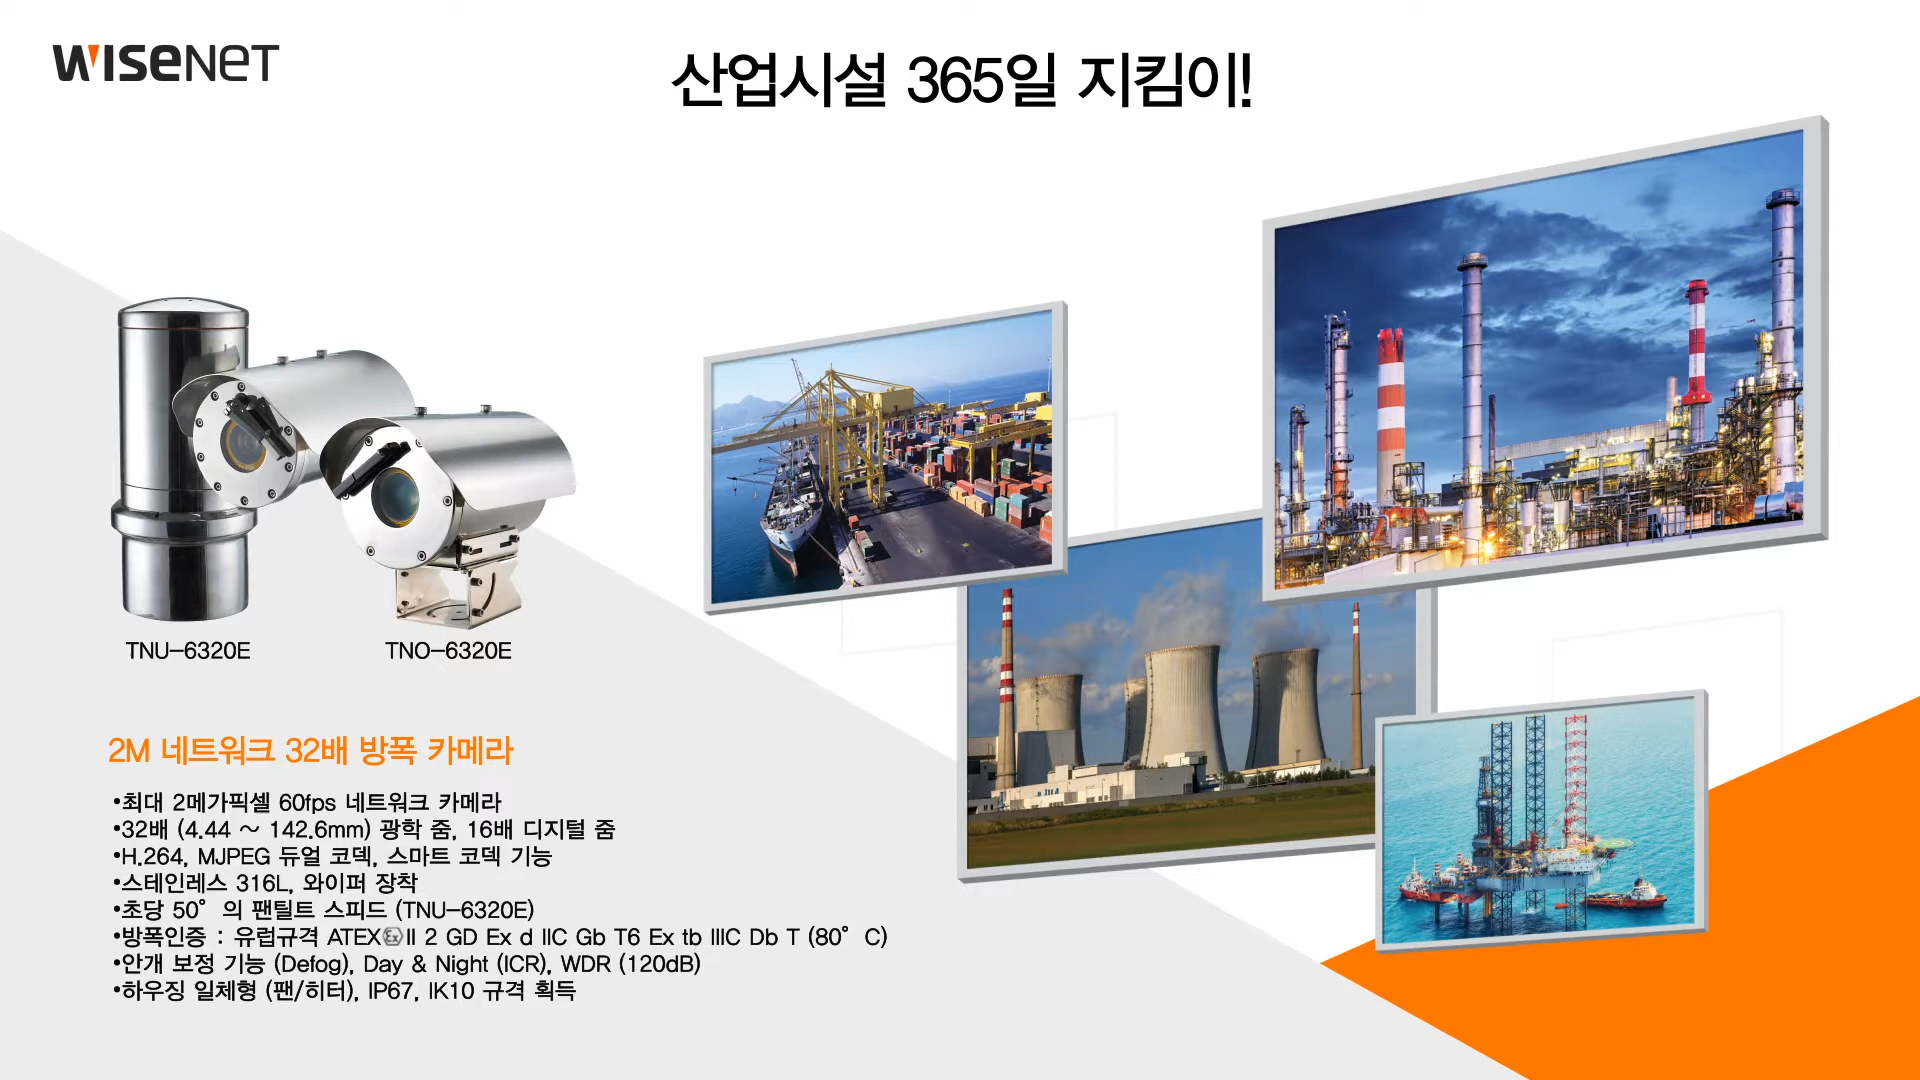 WISENET
산업시설 365일 지킴이!
TNU-6320E
TNO-6320E
2M 네트워크 32배 방폭 카메라
•최대 2메가픽셀 60fps 네트워크 카메라
•32배 (4.44 ~ 142.6mm) 광학 줌, 16배 디지털 줌
•H.264, MJPEG 듀얼 코덱, 스마트 코덱 기능
•스테인레스 316L, 와이퍼 장착
•초당 50° 의 팬틸트 스피드 (TNU-6320E)
•방폭인증 : 유럽규격 ATEX Ex II 2 GD Ex d IIC Gb T6 Ex tb IIIC Db T (80° C)
•안개 보정 기능 (Defog), Day & Night (ICR), WDR (120dB)
•하우징 일체형 (팬/히터), IP67, IK10 규격 획득